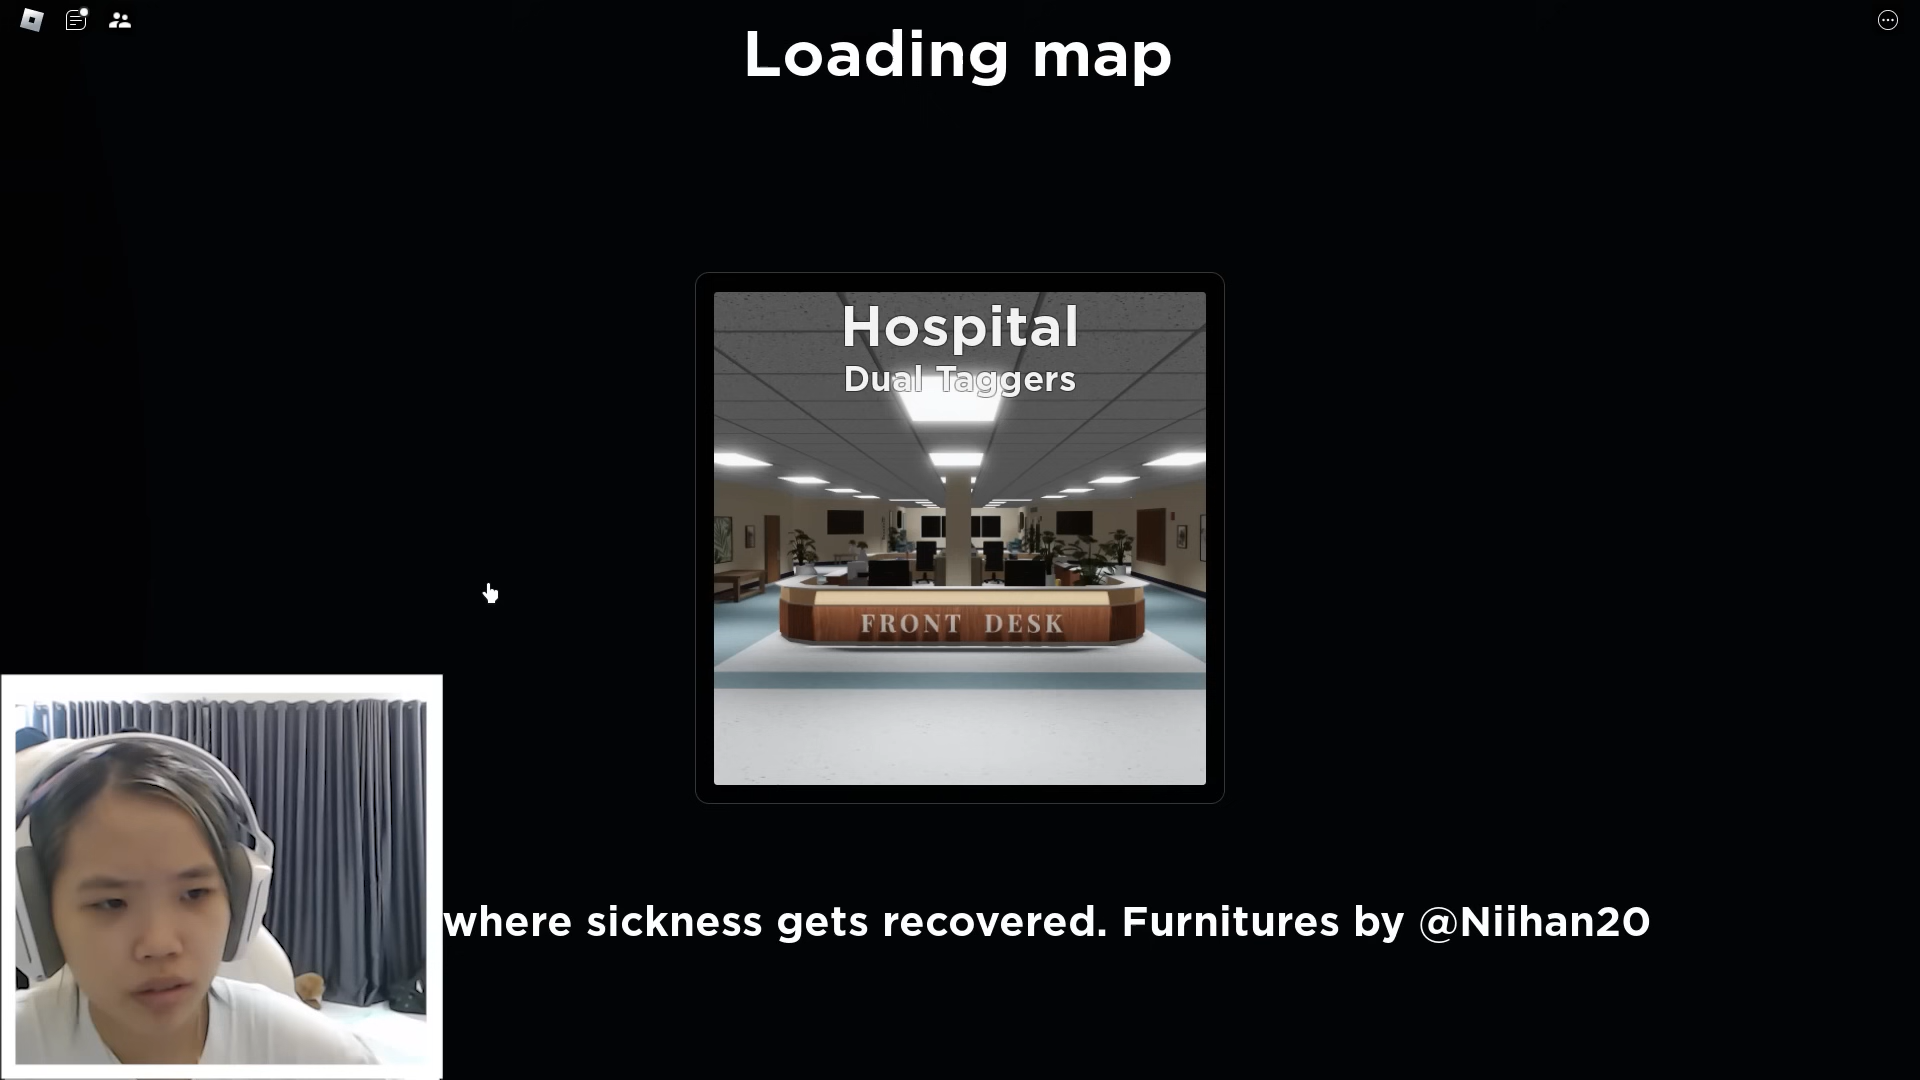 Loading map
Hospital
Dual Taggers
FRONT DESK
where sickness gets recovered. Furnitures by @Niihan20